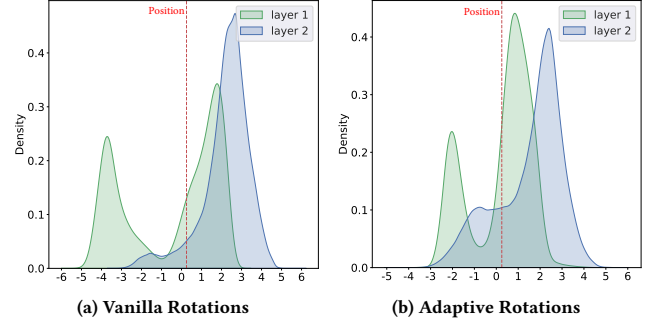 Position
layer 1
layer 2
Density
0.4
0.3
0.2
0.1
0.0
-6 -5 -4 -3 -2 -1 0 1 2 3 4 5 6
(a) Vanilla Rotations
Position
layer 1
layer 2
Density
0.4
0.3
0.2
0.1
0.0
-5 -4 -3 -2 -1 0 1 2 3 4 5 6
(b) Adaptive Rotations